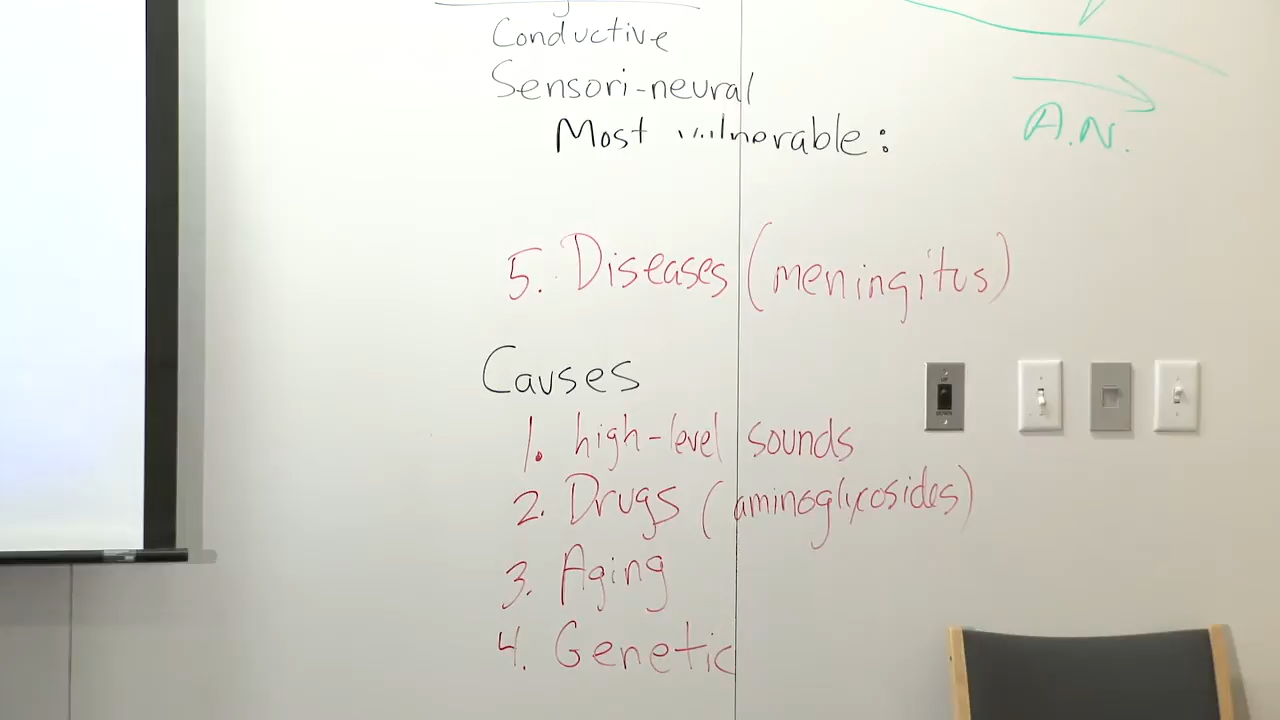 Conductive
Sensori-neural
Most vulnorable:
A.N.
5. Diseases (meningitus)
Causes
1. high-level sounds
2. Drugs (aminoglycosides)
3. Aging
4. Genetic